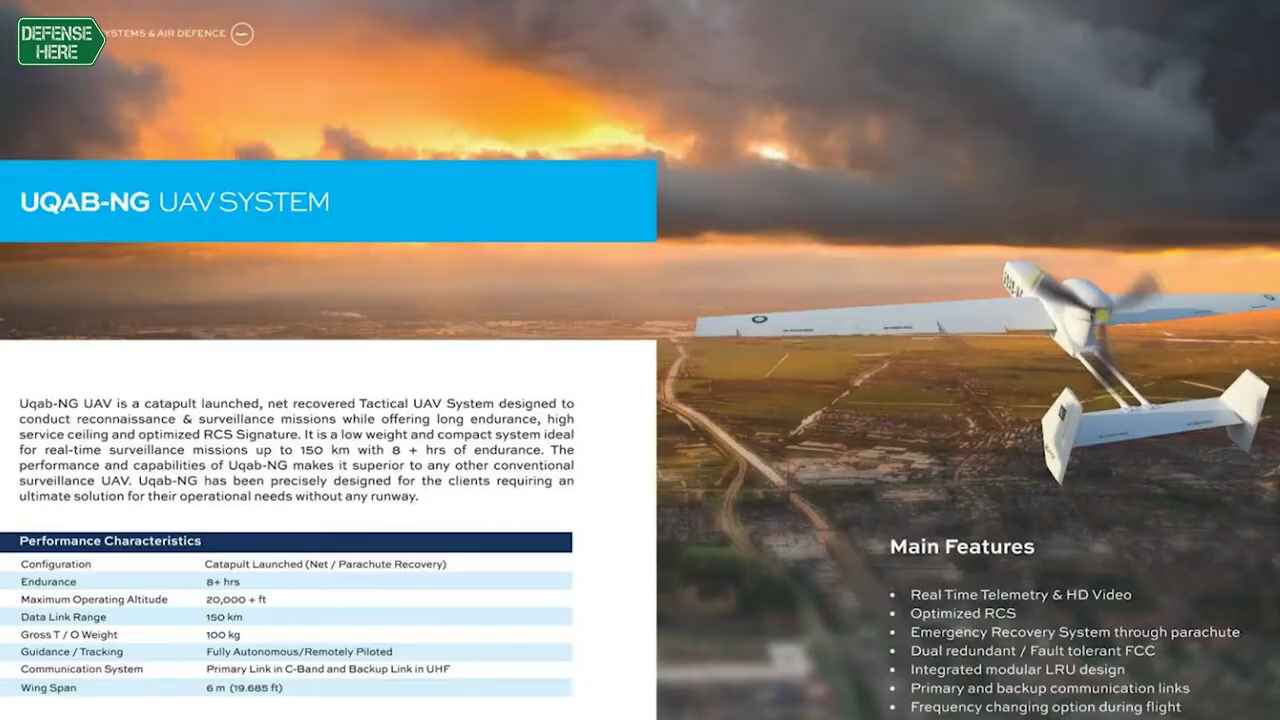 DEFENSE
HERE
YSTEMS & AIR DEFENCE
UQAB-NG UAV SYSTEM
Uqab-NG UAV is a catapult launched, net recovered Tactical UAV System designed to
conduct reconnaissance & surveillance missions while offering long endurance, high
service ceiling and optimized RCS Signature. It is a low weight and compact system ideal
for real-time surveillance missions up to 150 km with 8 + hrs of endurance. The
performance and capabilities of Uqab-NG makes it superior to any other conventional
surveillance UAV. Uqab-NG has been precisely designed for the clients requiring an
ultimate solution for their operational needs without any runway.
Performance Characteristics
Configuration Catapult Launched (Net / Parachute Recovery)
Endurance 8+ hrs
Maximum Operating Altitude 20,000 + ft
Data Link Range 150 km
Gross T / O Weight 100 kg
Guidance / Tracking Fully Autonomous/Remotely Piloted
Communication System Primary Link in C-Band and Backup Link in UHF
Wing Span 6 m (19.685 ft)
Main Features
• Real Time Telemetry & HD Video
• Optimized RCS
• Emergency Recovery System through parachute
• Dual redundant / Fault tolerant FCC
• Integrated modular LRU design
• Primary and backup communication links
• Frequency changing option during flight